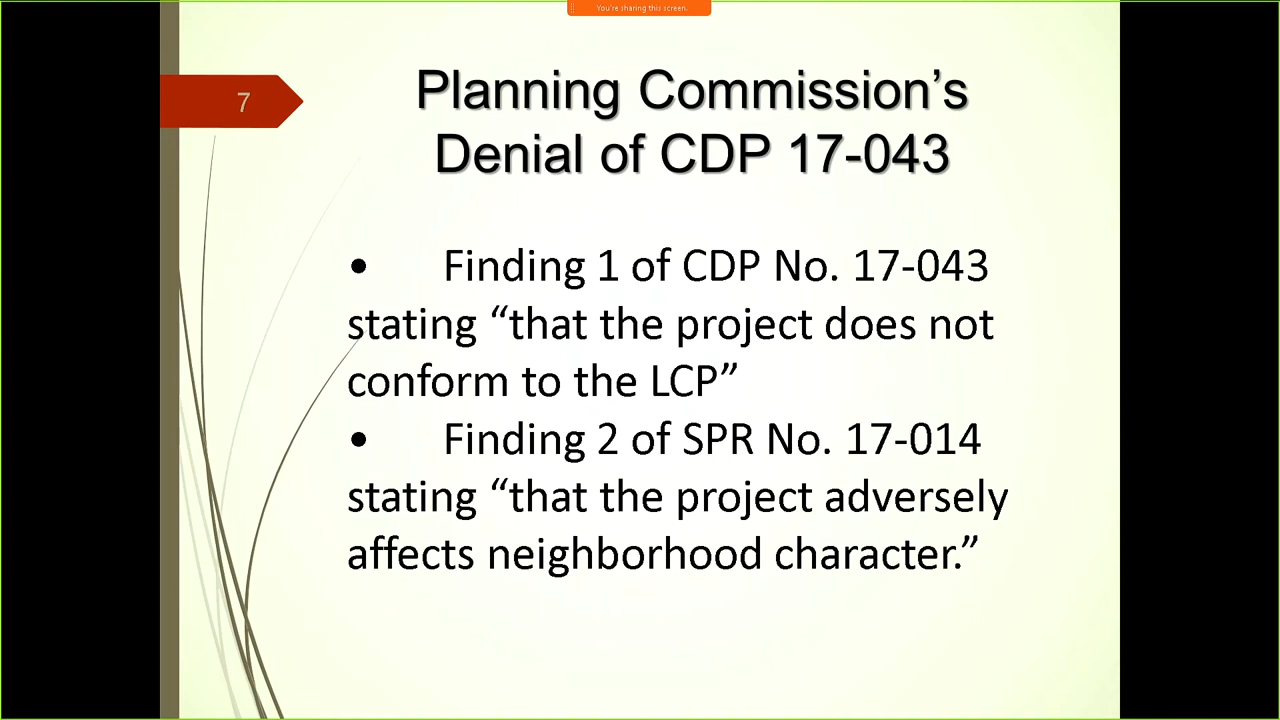 You're sharing this screen.
7
Planning Commission’s
Denial of CDP 17-043
• Finding 1 of CDP No. 17-043
stating “that the project does not
conform to the LCP”
• Finding 2 of SPR No. 17-014
stating “that the project adversely
affects neighborhood character.”